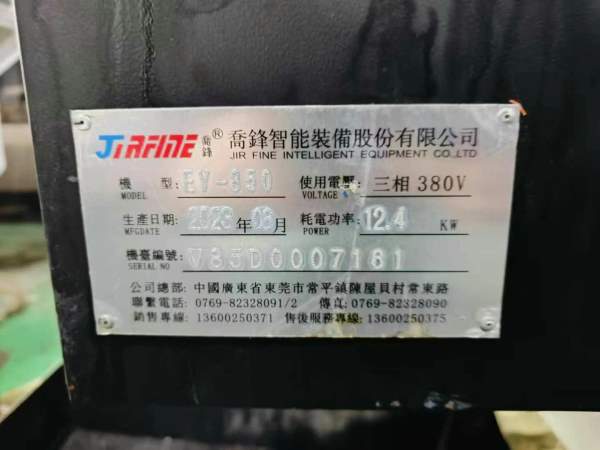 JIRFINE 喬鋒 ® 喬鋒智能裝備股份有限公司
JIR FINE INTELLIGENT EQUIPMENT CO.,LTD
機 型 使用電壓: 三相 380V
MODEL VOLTAGE
生產日期: 2023 年 08 月 耗電功率: 12.4 KW
MFGDATE POWER
機臺編號: V85D0007161
SERIAL NO
公司總部: 中國廣東省東莞市常平鎮陳屋貝村常東路
聯繫電話: 0769-82328091/2 傳真: 0769-82328090
銷售專線: 13600250371 售後服務專線: 13600250375